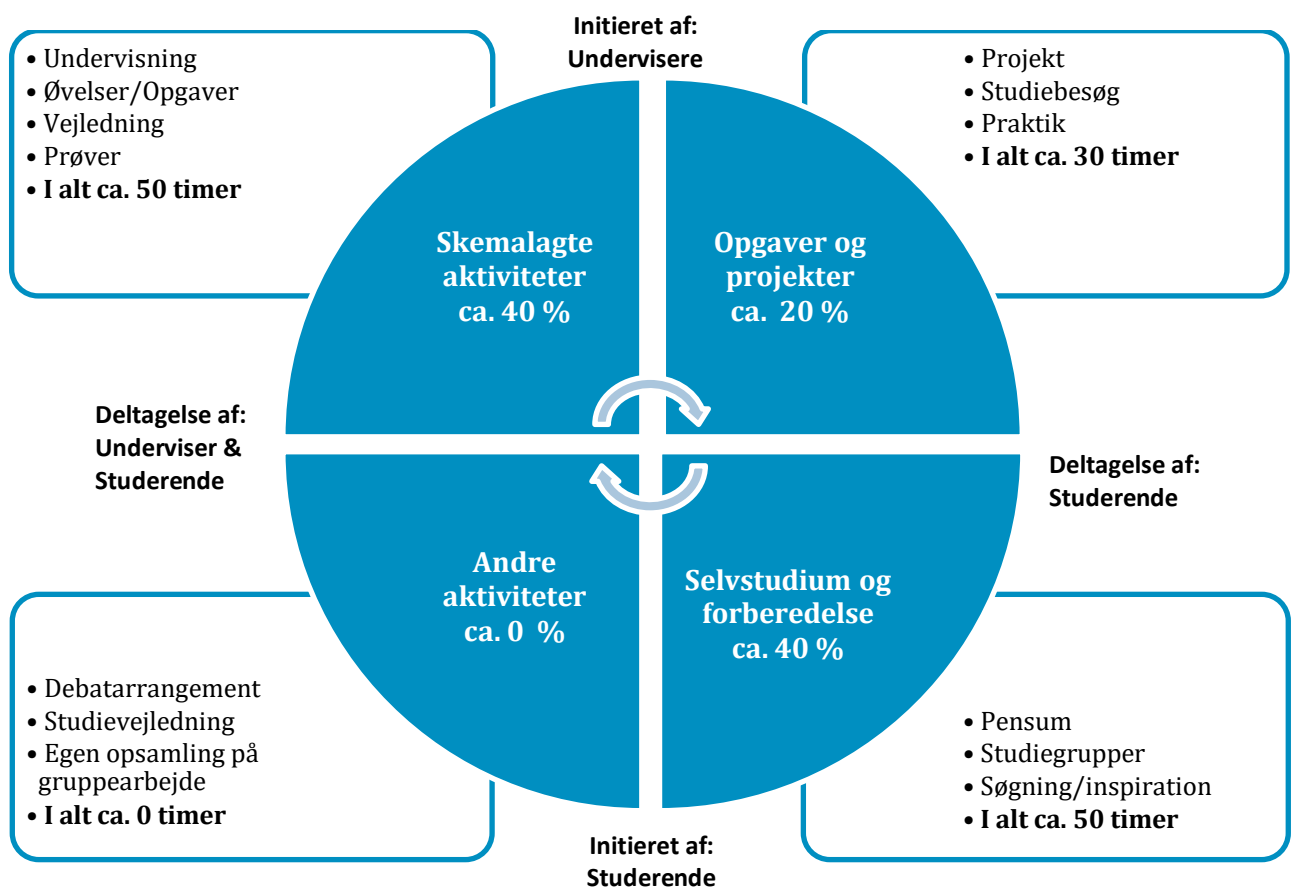 Initieret af:
Undervisere
• Undervisning
• Øvelser/Opgaver
• Vejledning
• Prøver
• I alt ca. 50 timer
• Projekt
• Studiebesøg
• Praktik
• I alt ca. 30 timer
Skemalagte
aktiviteter
ca. 40 %
Opgaver og
projekter
ca. 20 %
Deltagelse af:
Underviser &
Studerende
Deltagelse af:
Studerende
Andre
aktiviteter
ca. 0 %
Selvstudium og
forberedelse
ca. 40 %
• Debatarrangement
• Studievejledning
• Egen opsamling på
gruppearbejde
• I alt ca. 0 timer
• Pensum
• Studiegrupper
• Søgning/inspiration
• I alt ca. 50 timer
Initieret af:
Studerende